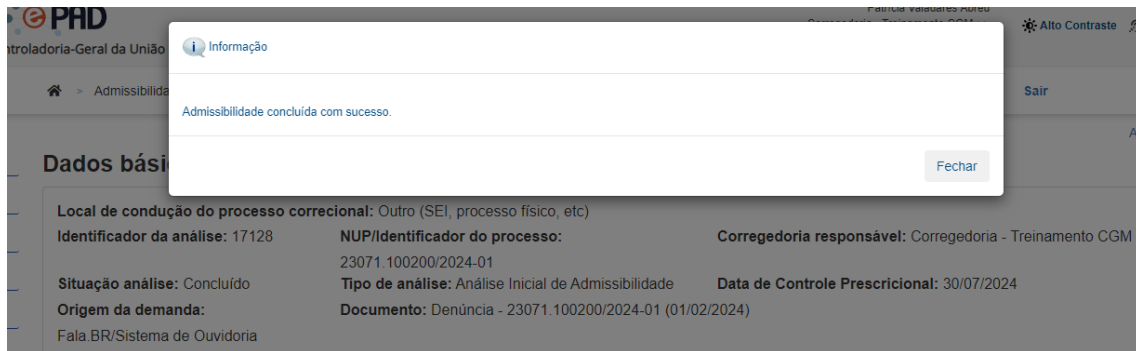 ePAD
Informação
Alto Contraste
Controladoria-Geral da União
> Admissibilida
Sair
Admissibilidade concluída com sucesso.
Dados bási
Fechar
Local de condução do processo correcional: Outro (SEI, processo físico, etc)
Identificador da análise: 17128 NUP/Identificador do processo: Corregedoria responsável: Corregedoria - Treinamento CGM
23071.100200/2024-01
Situação análise: Concluído Tipo de análise: Análise Inicial de Admissibilidade Data de Controle Prescricional: 30/07/2024
Origem da demanda: Documento: Denúncia - 23071.100200/2024-01 (01/02/2024)
Fala.BR/Sistema de Ouvidoria